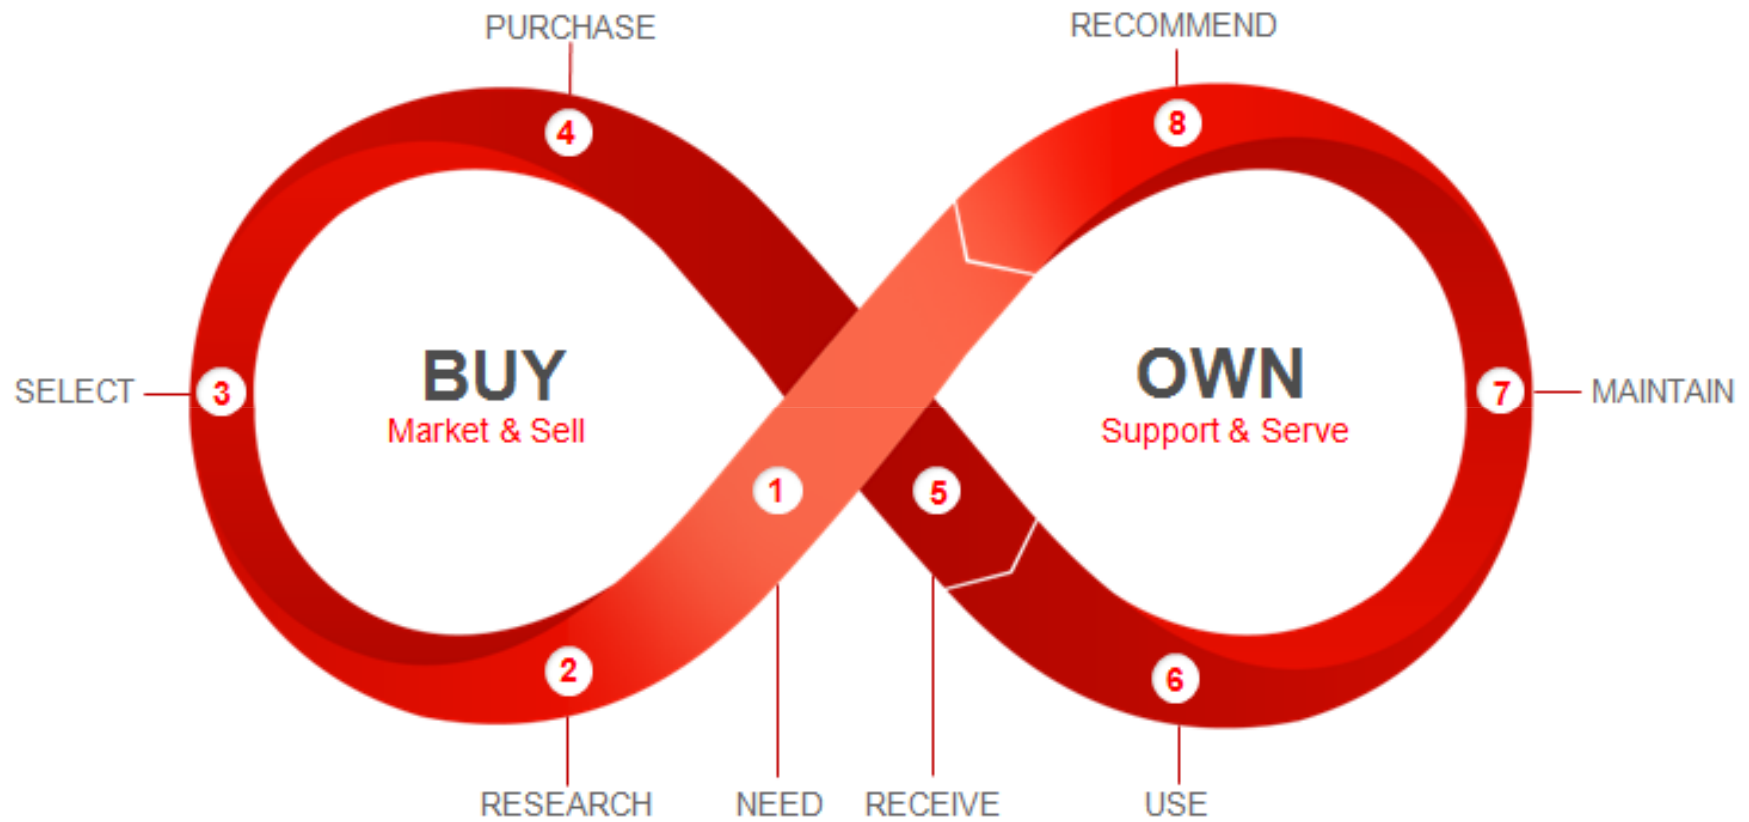 PURCHASE
RECOMMEND
4
8
BUY
Market & Sell
OWN
Support & Serve
SELECT
3
7
MAINTAIN
1
5
2
6
RESEARCH
NEED
RECEIVE
USE